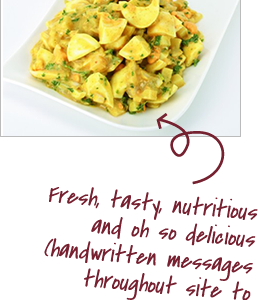 Fresh, tasty, nutritious
and oh so delicious
(handwritten messages
throughout site to